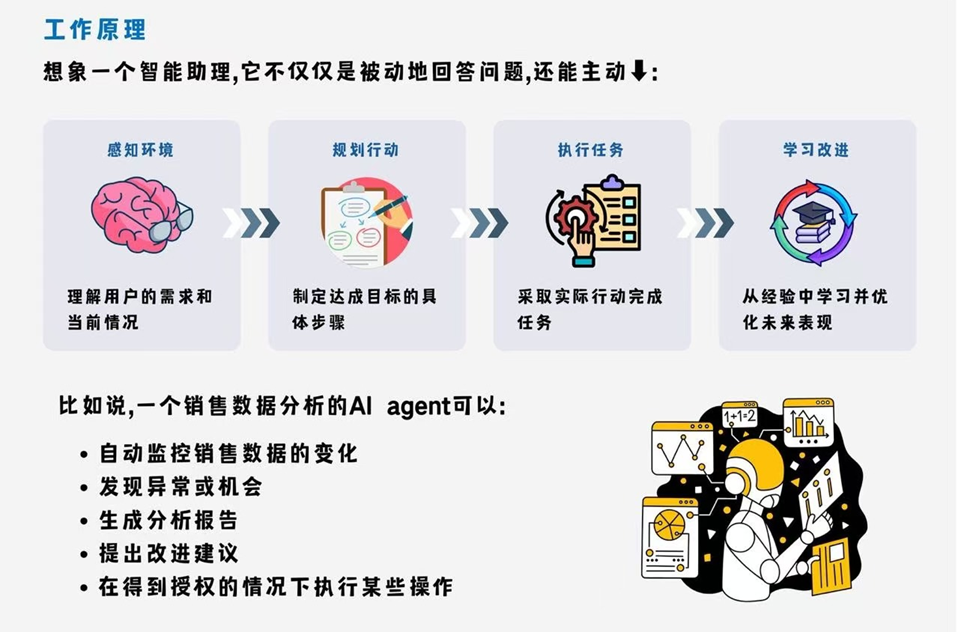 工作原理
想象一个智能助理,它不仅仅是被动地回答问题,还能主动⬇:
感知环境
理解用户的需求和
当前情况
规划行动
制定达成目标的具
体步骤
执行任务
采取实际行动完成
任务
学习改进
从经验中学习并优
化未来表现
比如说,一个销售数据分析的AI agent可以:
• 自动监控销售数据的变化
• 发现异常或机会
• 生成分析报告
• 提出改进建议
• 在得到授权的情况下执行某些操作
1+1=2